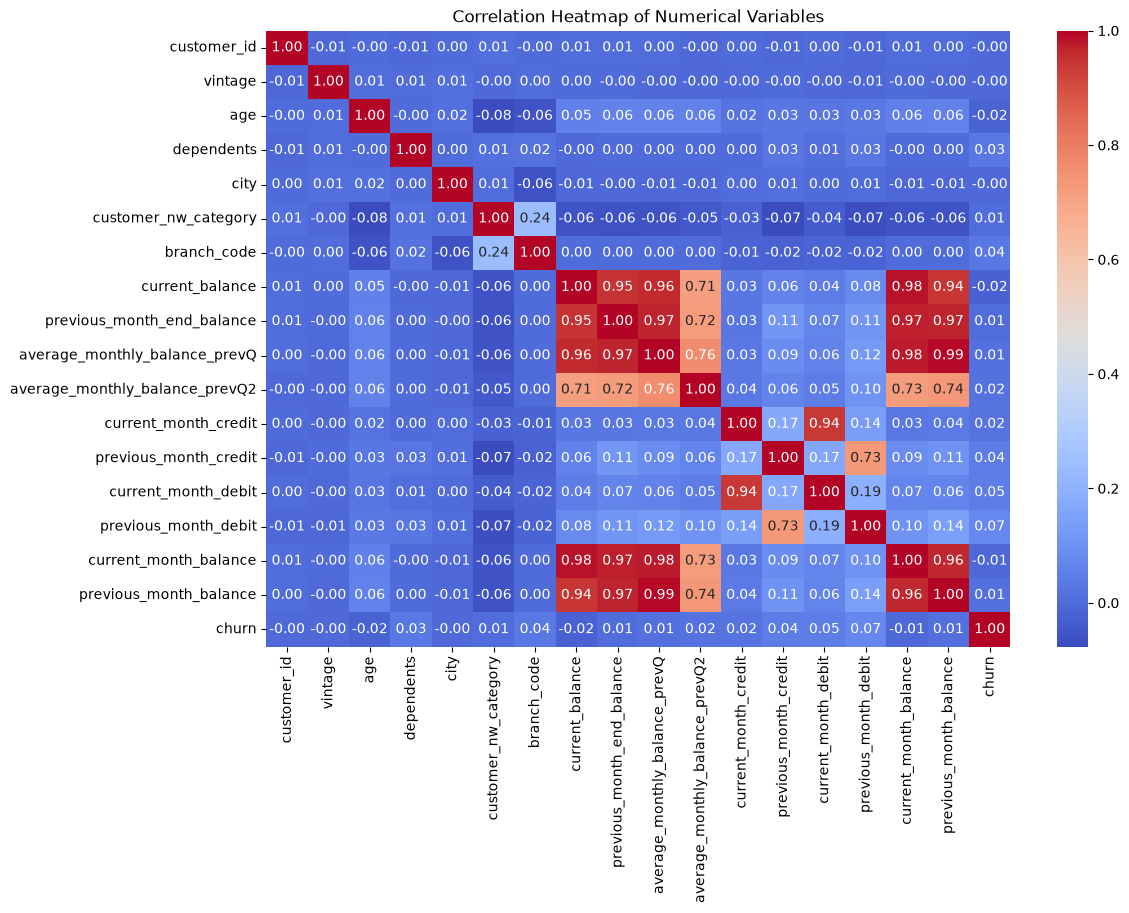 Correlation Heatmap of Numerical Variables
customer_id 1.00 -0.01 -0.00 -0.01 0.00 0.01 -0.00 0.01 0.01 0.00 -0.00 0.00 -0.01 0.00 -0.01 0.01 0.00 -0.00
vintage -0.01 1.00 0.01 0.01 0.01 -0.00 0.00 0.00 -0.00 -0.00 -0.00 -0.00 -0.00 -0.00 -0.01 -0.00 -0.00 -0.00
age -0.00 0.01 1.00 -0.00 0.02 -0.08 -0.06 0.05 0.06 0.06 0.06 0.02 0.03 0.03 0.03 0.06 0.06 -0.02
dependents -0.01 0.01 -0.00 1.00 0.00 0.01 0.02 -0.00 0.00 0.00 0.00 0.00 0.03 0.01 0.03 -0.00 0.00 0.03
city 0.00 0.01 0.02 0.00 1.00 0.01 -0.06 -0.01 -0.00 -0.01 -0.01 0.00 0.01 0.00 0.01 -0.01 -0.01 -0.00
customer_nw_category 0.01 -0.00 -0.08 0.01 0.01 1.00 0.24 -0.06 -0.06 -0.06 -0.05 -0.03 -0.07 -0.04 -0.07 -0.06 -0.06 0.01
branch_code -0.00 0.00 -0.06 0.02 -0.06 0.24 1.00 0.00 0.00 0.00 0.00 -0.01 -0.02 -0.02 -0.02 0.00 0.00 0.04
current_balance 0.01 0.00 0.05 -0.00 -0.01 -0.06 0.00 1.00 0.95 0.96 0.71 0.03 0.06 0.04 0.08 0.98 0.94 -0.02
previous_month_end_balance 0.01 -0.00 0.06 0.00 -0.00 -0.06 0.00 0.95 1.00 0.97 0.72 0.03 0.11 0.07 0.11 0.97 0.97 0.01
average_monthly_balance_prevQ 0.00 -0.00 0.06 0.00 -0.01 -0.06 0.00 0.96 0.97 1.00 0.76 0.03 0.09 0.06 0.12 0.98 0.99 0.01
average_monthly_balance_prevQ2 -0.00 -0.00 0.06 0.00 -0.01 -0.05 0.00 0.71 0.72 0.76 1.00 0.04 0.06 0.05 0.10 0.73 0.74 0.02
current_month_credit 0.00 -0.00 0.02 0.00 0.00 -0.03 -0.01 0.03 0.03 0.03 0.04 1.00 0.17 0.94 0.14 0.03 0.04 0.02
previous_month_credit -0.01 -0.00 0.03 0.03 0.01 -0.07 -0.02 0.06 0.11 0.09 0.06 0.17 1.00 0.17 0.73 0.09 0.11 0.04
current_month_debit 0.00 -0.00 0.03 0.01 0.00 -0.04 -0.02 0.04 0.07 0.06 0.05 0.94 0.17 1.00 0.19 0.07 0.06 0.05
previous_month_debit -0.01 -0.01 0.03 0.03 0.01 -0.07 -0.02 0.08 0.11 0.12 0.10 0.14 0.73 0.19 1.00 0.10 0.14 0.07
current_month_balance 0.01 -0.00 0.06 -0.00 -0.01 -0.06 0.00 0.98 0.97 0.98 0.73 0.03 0.09 0.07 0.10 1.00 0.96 -0.01
previous_month_balance 0.00 -0.00 0.06 0.00 -0.01 -0.06 0.00 0.94 0.97 0.99 0.74 0.04 0.11 0.06 0.14 0.96 1.00 0.01
churn -0.00 -0.00 -0.02 0.03 -0.00 0.01 0.04 -0.02 0.01 0.01 0.02 0.02 0.04 0.05 0.07 -0.01 0.01 1.00
customer_id
vintage
age
dependents
city
customer_nw_category
branch_code
current_balance
previous_month_end_balance
average_monthly_balance_prevQ
average_monthly_balance_prevQ2
current_month_credit
previous_month_credit
current_month_debit
previous_month_debit
current_month_balance
previous_month_balance
churn
1.0
0.8
0.6
0.4
0.2
0.0